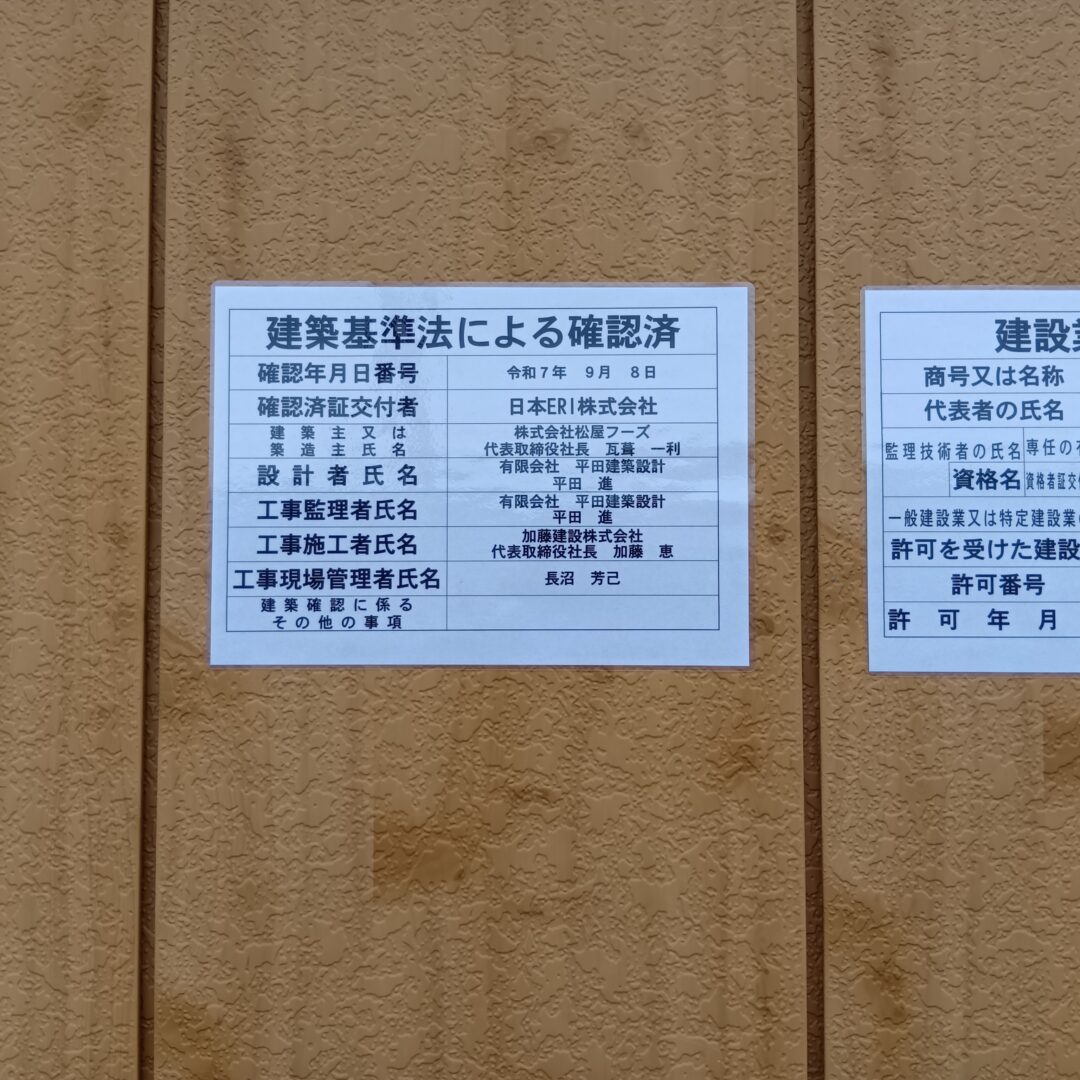 建築基準法による確認済
確認年月日番号 令和7年 9月 8日
確認済証交付者 日本ERI株式会社
建築主又は 株式会社松屋フーズ
築造主氏名 代表取締役社長 瓦葺 一利
設計者氏名 有限会社 平田建築設計
平田 進
工事監理者氏名 有限会社 平田建築設計
平田 進
工事施工者氏名 加藤建設株式会社
代表取締役社長 加藤 恵
工事現場管理者氏名 長沼 芳己
建築確認に係る
その他の事項
建設
商号又は名称
代表者の氏名
監理技術者の氏名 専任の
資格名 資格者証交
一般建設業又は特定建設業
許可を受けた建設
許可番号
許可年月